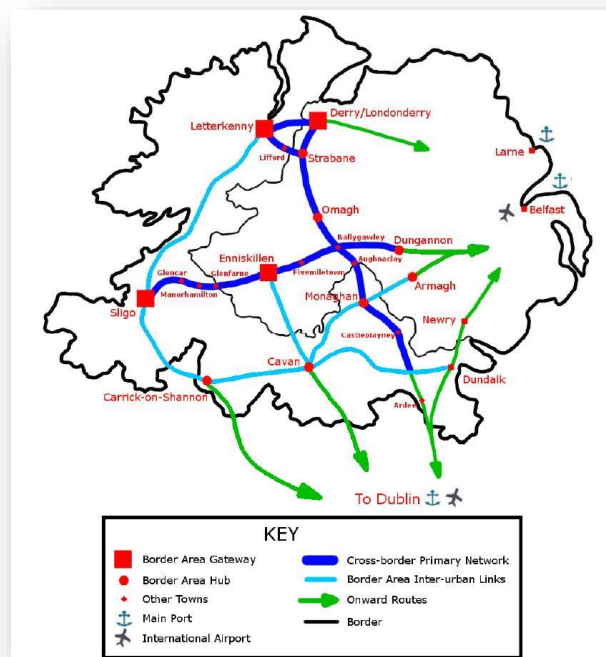 Derry/Londonderry
Letterkenny
Lifford
Strabane
Larne
Omagh
Belfast
Ballygawley
Dungannon
Enniskillen
Aughnacloy
Glencar
Glenfarne
Fivemiletown
Armagh
Manorhamilton
Monaghan
Sligo
Newry
Castleblayney
Cavan
Dundalk
Carrick-on-Shannon
Ardee
To Dublin
KEY
Border Area Gateway
Border Area Hub
Other Towns
Main Port
International Airport
Cross-border Primary Network
Border Area Inter-urban Links
Onward Routes
Border